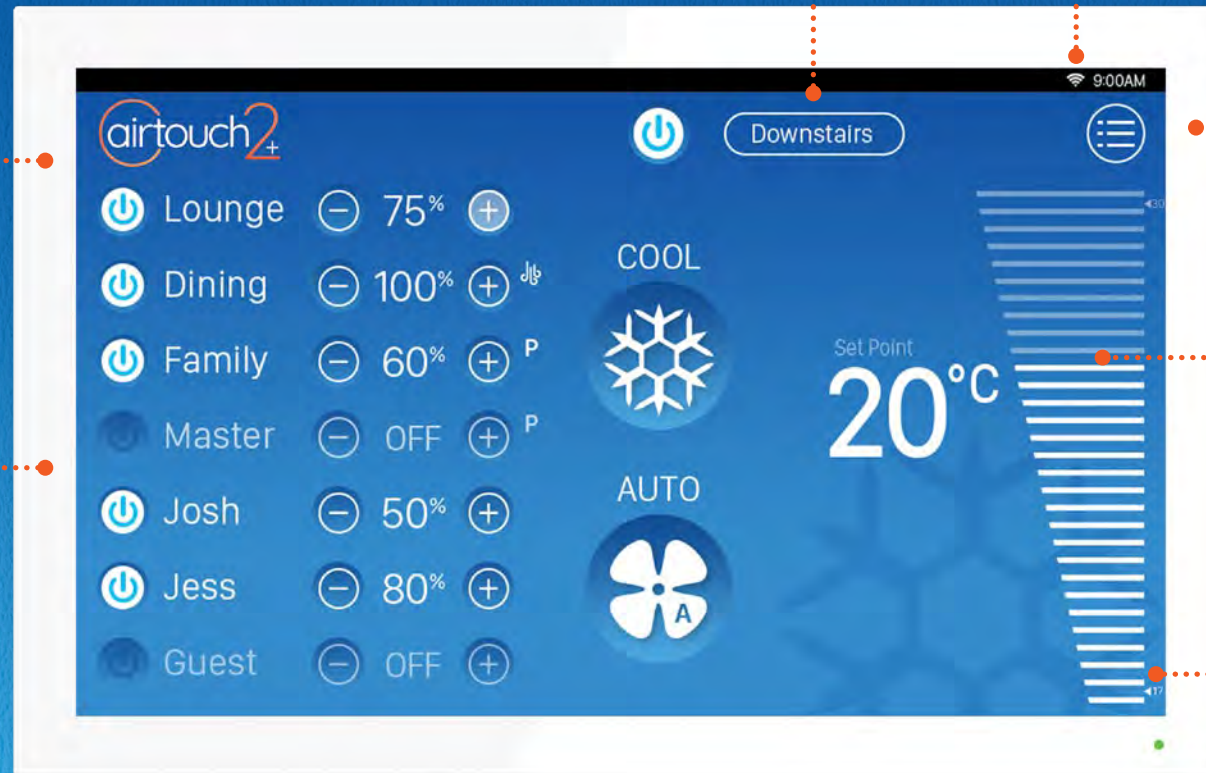 9:00AM
airtouch2+
Downstairs
Lounge 75%
Dining 100%
Family 60% P
Master OFF P
Josh 50%
Jess 80%
Guest OFF
COOL
AUTO
A
Set Point
20°C
30
17